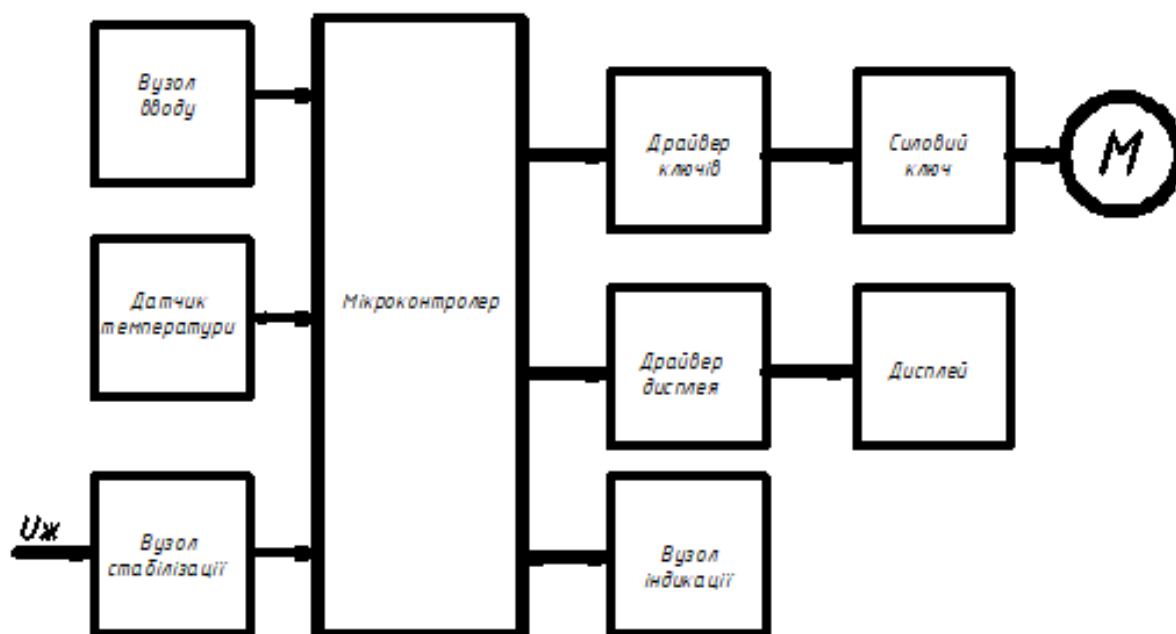 Вузол
вводу
Датчик
температури
Uж
Вузол
стабілізації
Мікроконтролер
Драйвер
ключів
Силовий
ключ
М
Драйвер
дисплея
Дисплей
Вузол
індикації